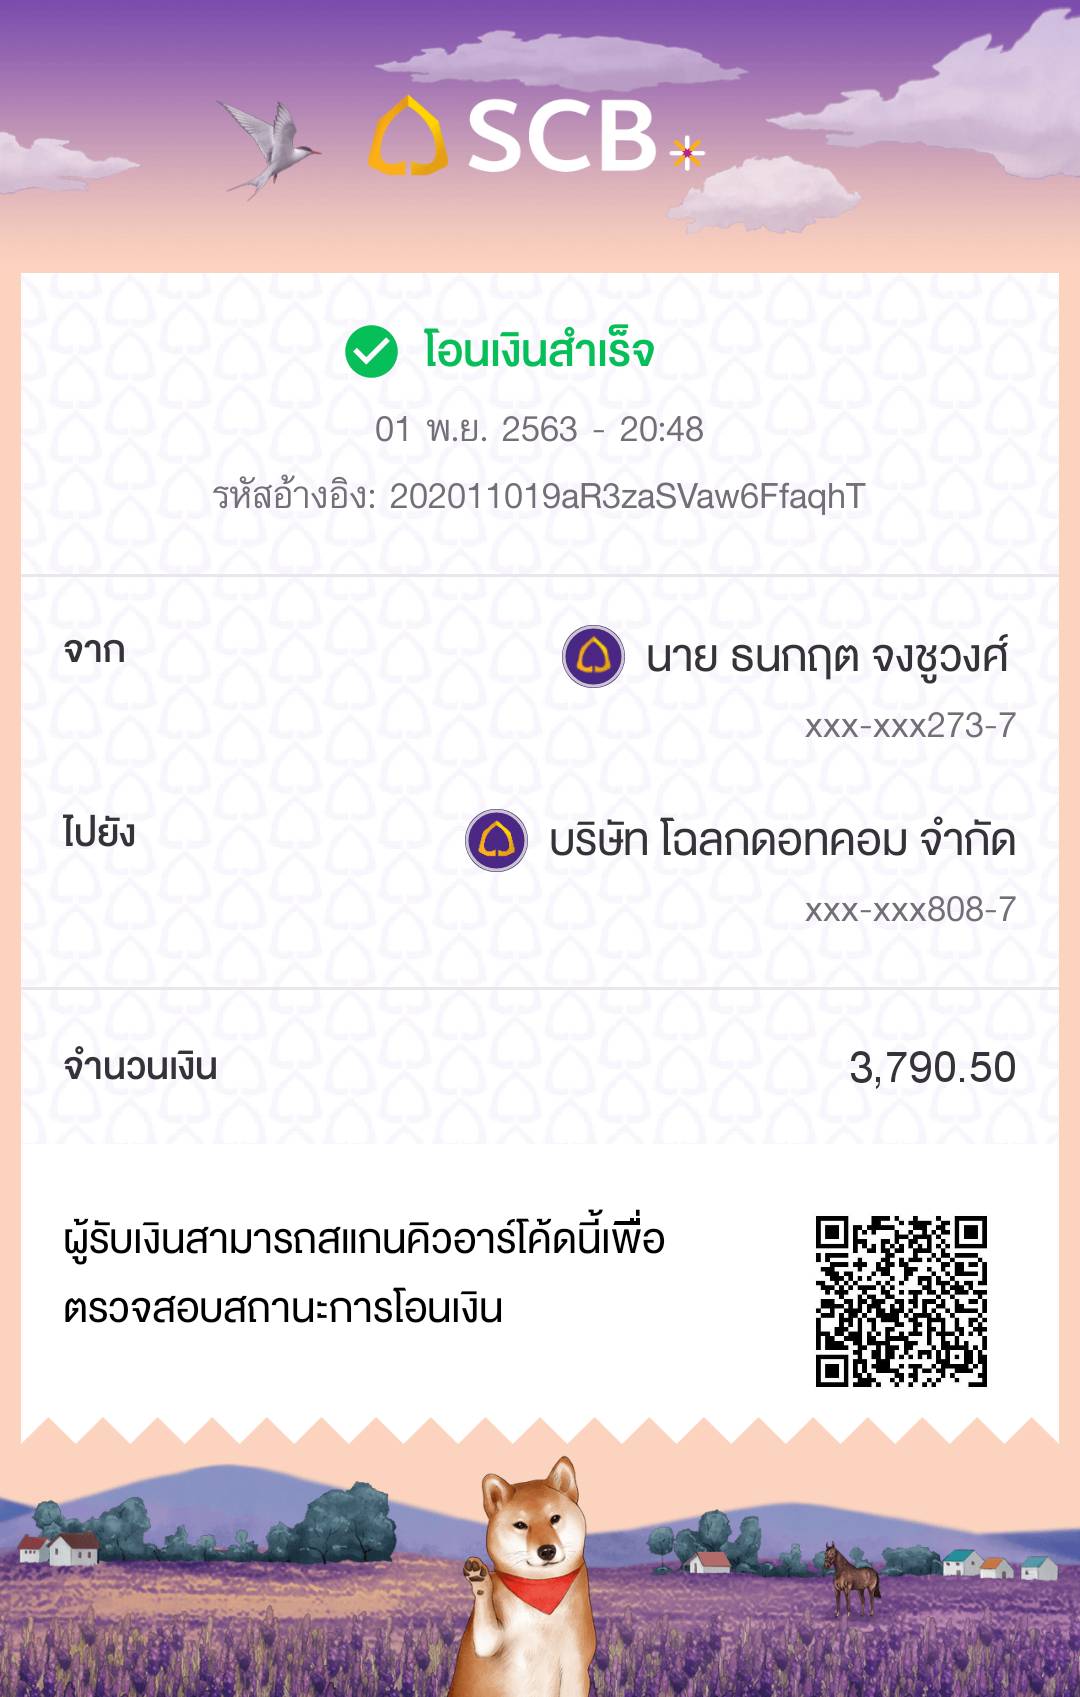 SCB
โอนเงินสำเร็จ
01 พ.ย. 2563 - 20:48
รหัสอ้างอิง: 202011019aR3zaSVaw6FfaqhT
จาก
นาย ธนกฤต จงชูวงศ์
xxx-xxx273-7
ไปยัง
บริษัท โฉลกดอทคอม จำกัด
xxx-xxx808-7
จำนวนเงิน
3,790.50
ผู้รับเงินสามารถสแกนคิวอาร์โค้ดนี้เพื่อ
ตรวจสอบสถานะการโอนเงิน